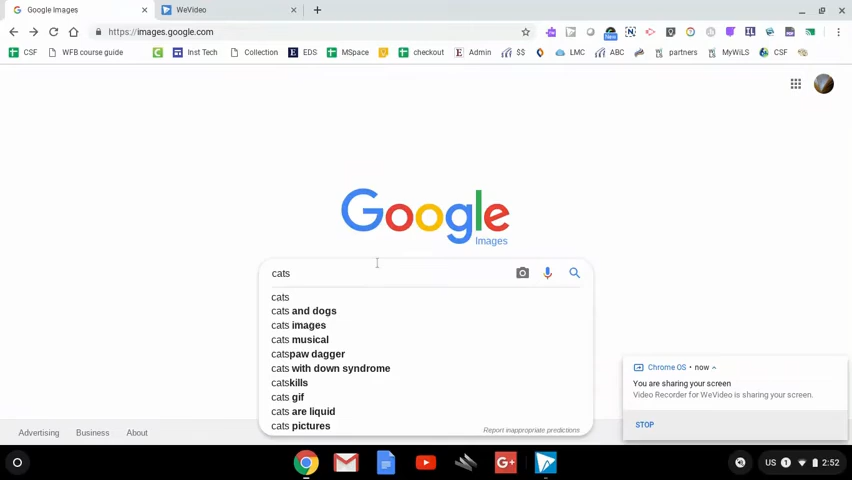 Google Images
WeVideo
https://images.google.com
New
CSF
WFB course guide
Inst Tech
Collection
EDS
MSpace
checkout
Admin
$$
LMC
ABC
partners
MyWiLS
CSF
Google
Images
cats
cats
cats and dogs
cats images
cats musical
catspaw dagger
cats with down syndrome
catskills
cats gif
cats are liquid
cats pictures
Report inappropriate predictions
Chrome OS • now
You are sharing your screen
Video Recorder for WeVideo is sharing your screen.
STOP
Advertising
Business
About
US
1
2:52